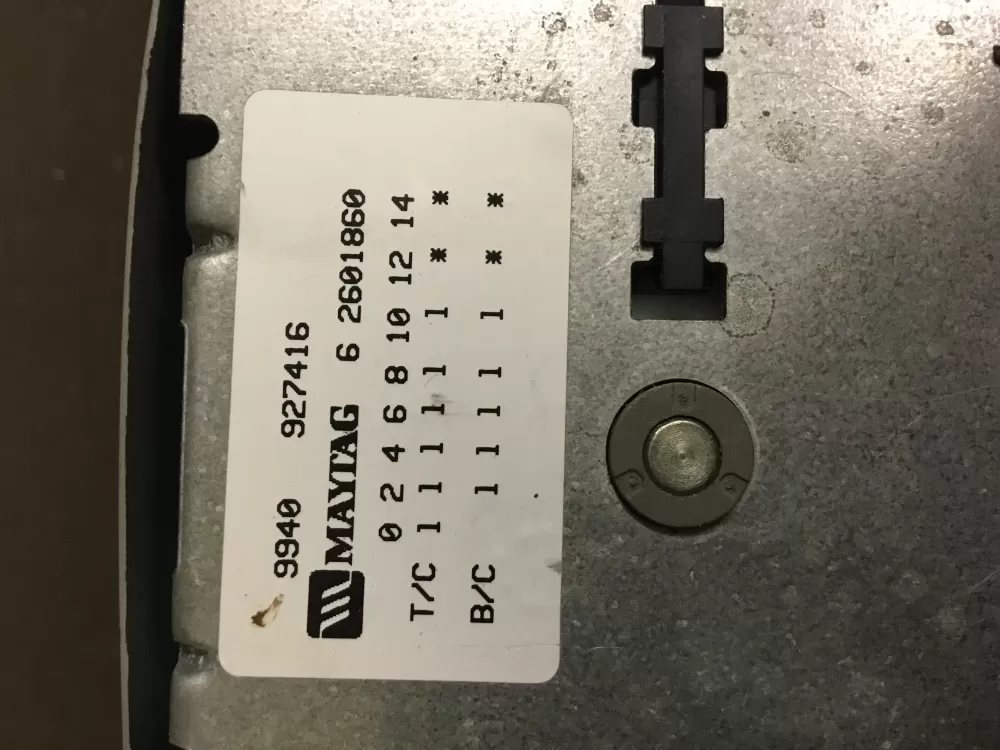 9940 927416
MAYTAG 6 2601860
0 2 4 6 8 10 12 14
T/C 1 1 1 1 1 1 * *
B/C 1 1 1 1 1 * *